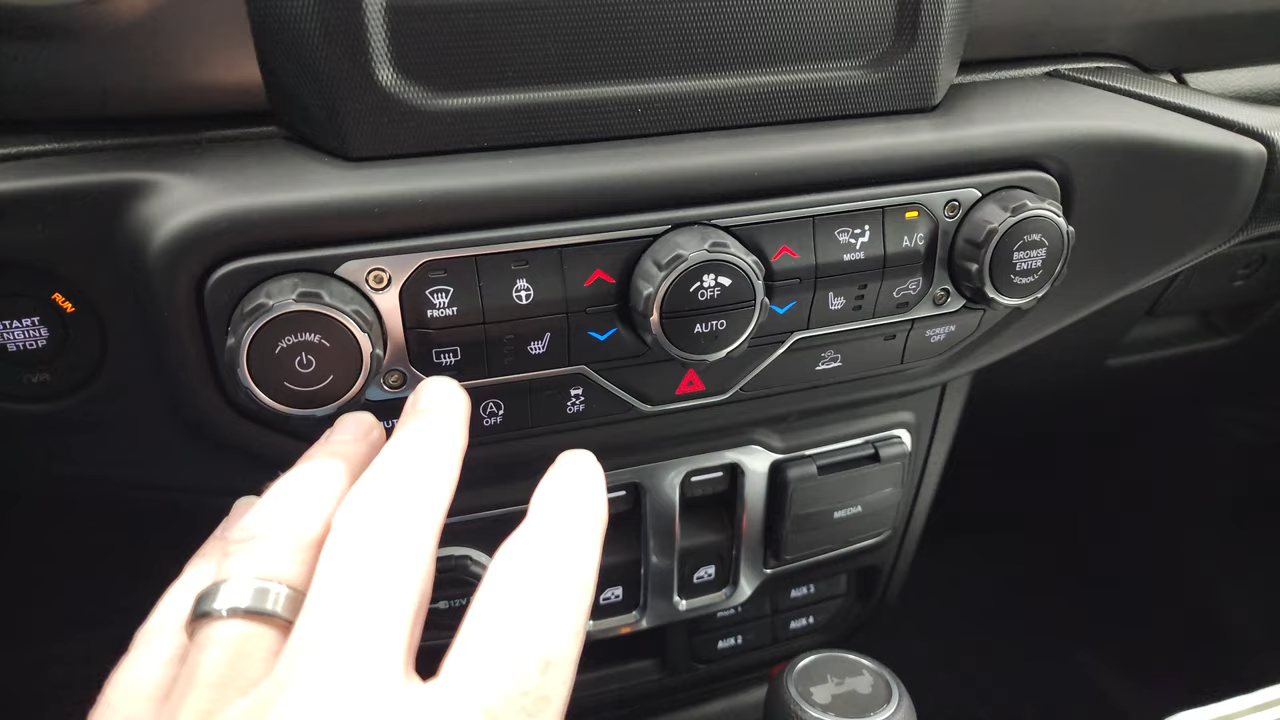 RUN
START
ENGINE
STOP
VOLUME
FRONT
OFF
AUTO
MODE
A/C
TUNE
BROWSE
ENTER
SCROLL
A
OFF
OFF
SCREEN
OFF
MEDIA
12V
AUX 3
AUX 2
AUX 4